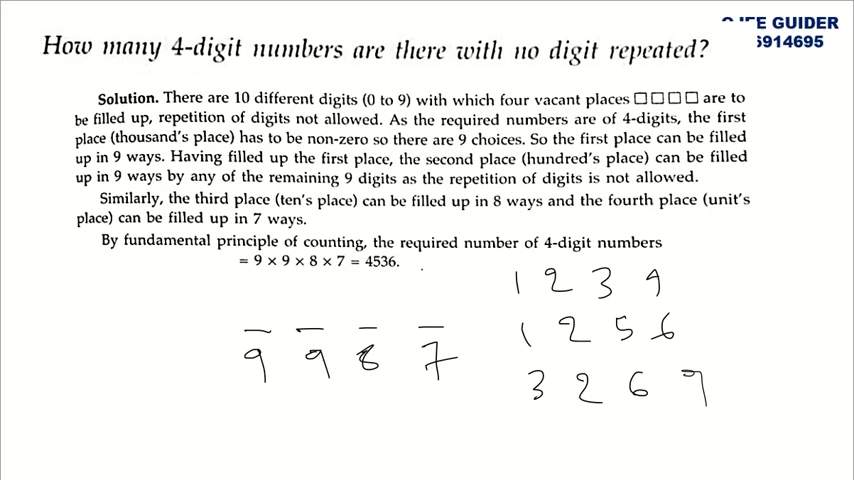 GUIDER
How many 4-digit numbers are there with no digit repeated?
6914695
Solution. There are 10 different digits (0 to 9) with which four vacant places □□□□ are to
be filled up, repetition of digits not allowed. As the required numbers are of 4-digits, the first
place (thousand's place) has to be non-zero so there are 9 choices. So the first place can be filled
up in 9 ways. Having filled up the first place, the second place (hundred's place) can be filled
up in 9 ways by any of the remaining 9 digits as the repetition of digits is not allowed.
Similarly, the third place (ten's place) can be filled up in 8 ways and the fourth place (unit's
place) can be filled up in 7 ways.
By fundamental principle of counting, the required number of 4-digit numbers
= 9 × 9 × 8 × 7 = 4536.
1 2 3 9
1 2 5 6
9 9 8 7
3 2 6 9